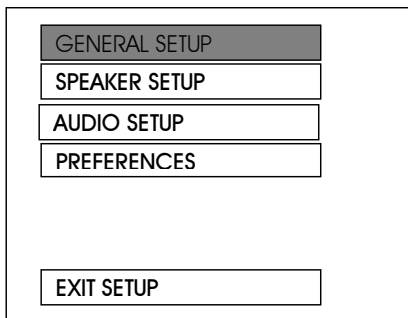 GENERAL SETUP
SPEAKER SETUP
AUDIO SETUP
PREFERENCES
EXIT SETUP